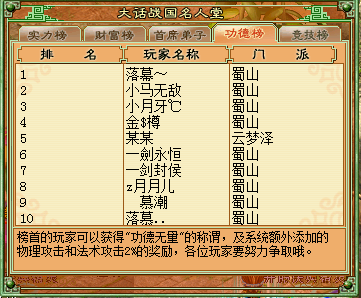 大话战国名人堂
实力榜 财富榜 首席弟子 功德榜 竞技榜
排 名 玩家名称 门 派
1 落幕～ 蜀山
2 小马无敌 蜀山
3 小月牙℃ 蜀山
4 金$樽 蜀山
5 某某 云梦泽
6 一劍永恒 蜀山
7 一剑封侯 蜀山
8 z月月儿 蜀山
9 慕潮 蜀山
10 落慕.. 蜀山
榜首的玩家可以获得“功德无量”的称谓，及系统额外添加的
物理攻击和法术攻击2%的奖励，各位玩家要努力争取哦。